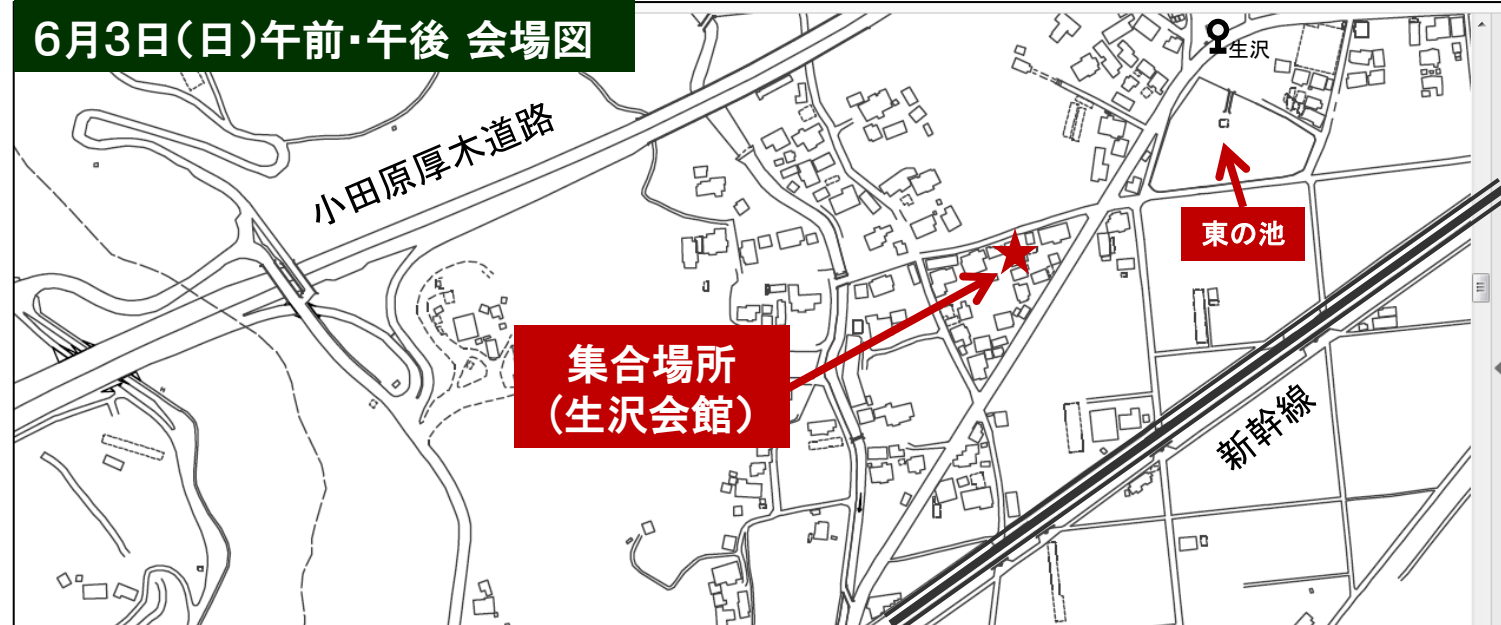 6月3日(日)午前・午後 会場図
生沢
小田原厚木道路
東の池
集合場所
(生沢会館)
新幹線